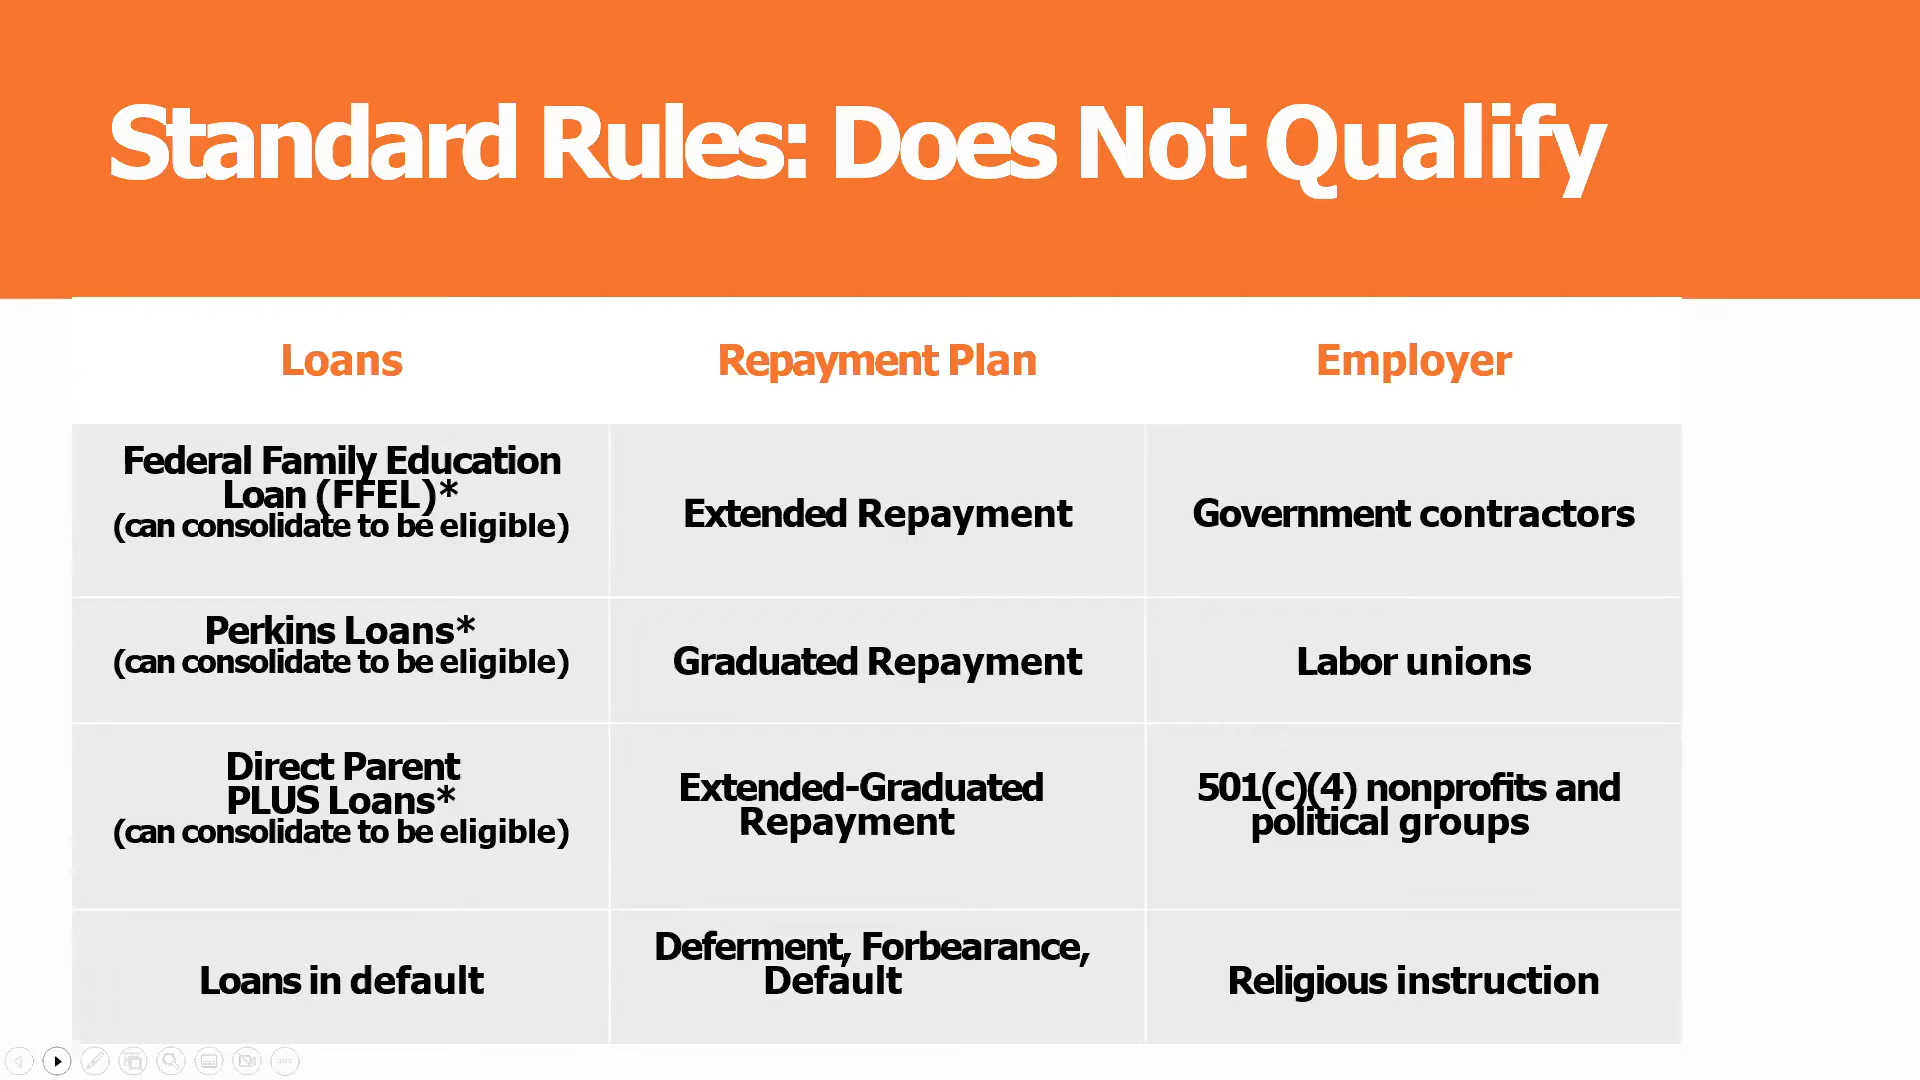 Standard Rules: Does Not Qualify
Loans
Repayment Plan
Employer
Federal Family Education
Loan (FFEL)*
(can consolidate to be eligible)
Extended Repayment
Government contractors
Perkins Loans*
(can consolidate to be eligible)
Graduated Repayment
Labor unions
Direct Parent
PLUS Loans*
(can consolidate to be eligible)
Extended-Graduated
Repayment
501(c)(4) nonprofits and
political groups
Loans in default
Deferment, Forbearance,
Default
Religious instruction